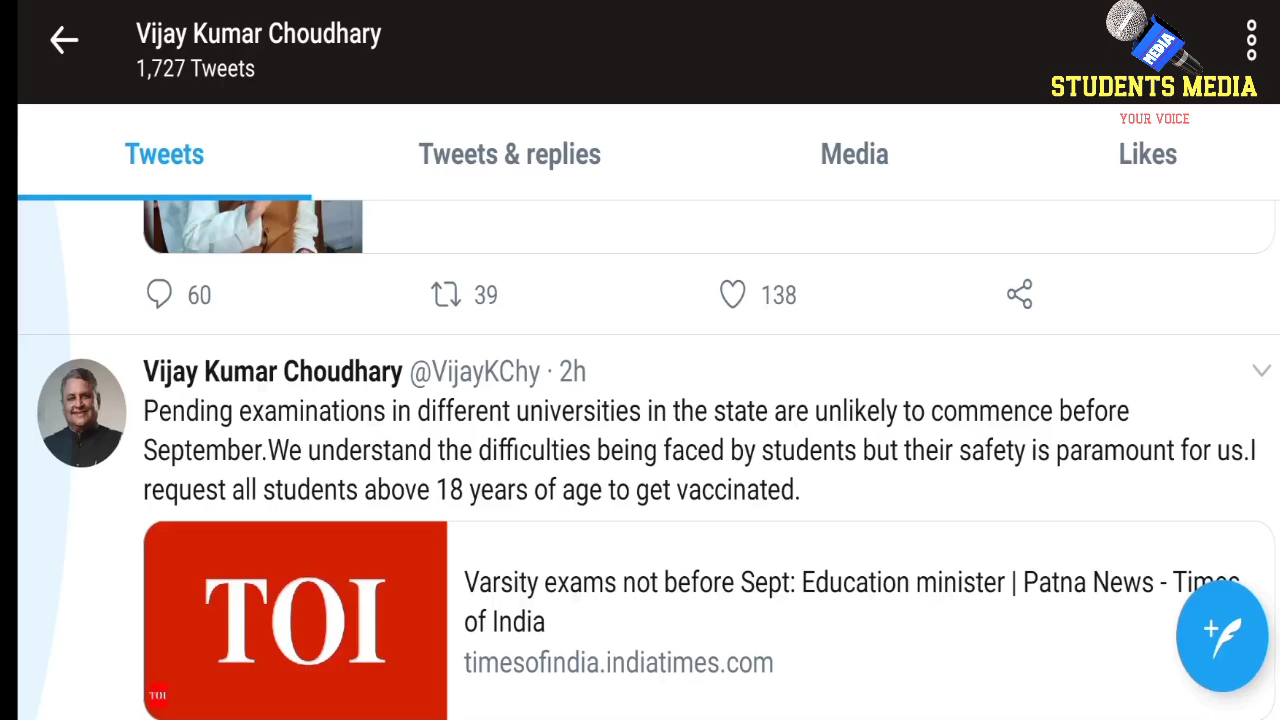 Vijay Kumar Choudhary
1,727 Tweets
MEDIA
STUDENTS MEDIA
YOUR VOICE
Tweets Tweets & replies Media Likes
60 39 138
Vijay Kumar Choudhary @VijayKChy · 2h
Pending examinations in different universities in the state are unlikely to commence before
September.We understand the difficulties being faced by students but their safety is paramount for us.I
request all students above 18 years of age to get vaccinated.
TOI
TOI
Varsity exams not before Sept: Education minister | Patna News - Times
of India
timesofindia.indiatimes.com